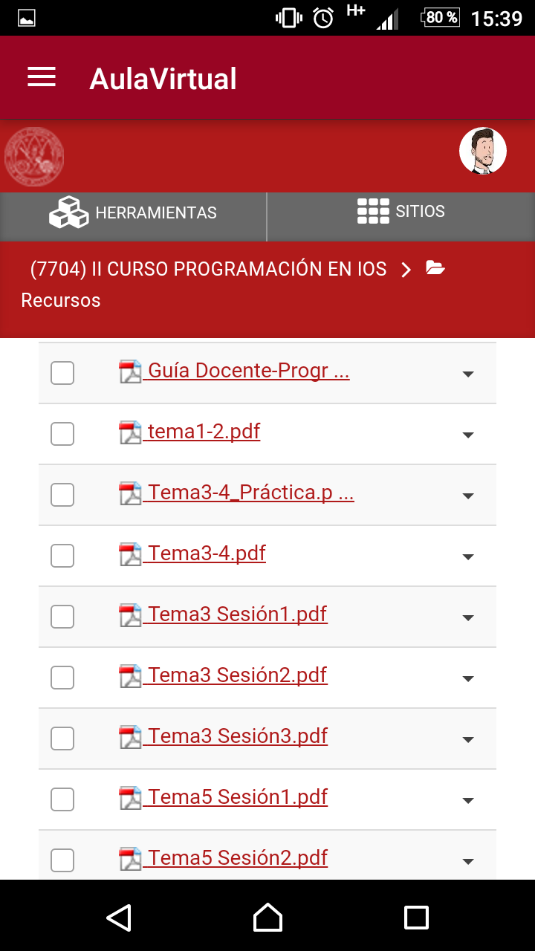 H+ 80 % 15:39
AulaVirtual
HERRAMIENTAS SITIOS
(7704) II CURSO PROGRAMACIÓN EN IOS
Recursos
Guía Docente-Progr ...
tema1-2.pdf
Tema3-4_Práctica.p ...
Tema3-4.pdf
Tema3 Sesión1.pdf
Tema3 Sesión2.pdf
Tema3 Sesión3.pdf
Tema5 Sesión1.pdf
Tema5 Sesión2.pdf